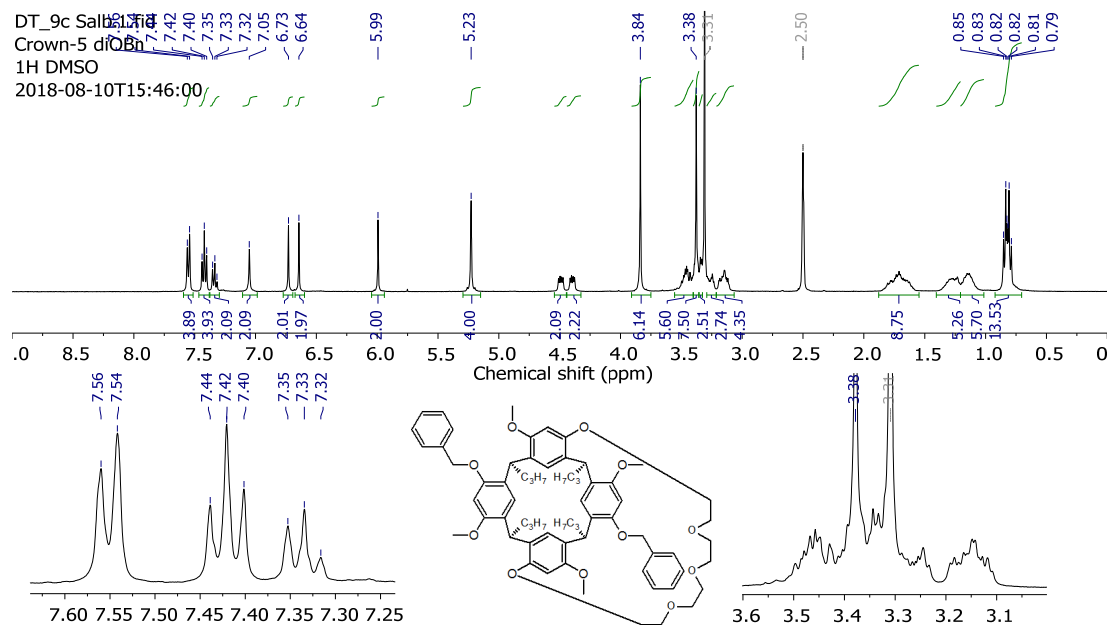 DT_9c Salb 1.fid
Crown-5 diOBn
1H DMSO
2018-08-10T15:46:00
7.56 7.54 7.44 7.42 7.40 7.35 7.33 7.32 7.05 6.73 6.64 5.99 5.23 3.84 3.38 3.31 2.50 0.85 0.83 0.82 0.82 0.81 0.79
3.89 3.93 2.09 2.09 2.01 1.97 2.00 4.00 2.09 2.22 6.14 5.60 7.50 2.74 4.35 8.75 5.26 5.70 13.53
.0 8.5 8.0 7.5 7.0 6.5 6.0 5.5 5.0 4.5 4.0 3.5 3.0 2.5 2.0 1.5 1.0 0.5 0
Chemical shift (ppm)
7.56 7.54 7.44 7.42 7.40 7.35 7.33 7.32
7.60 7.55 7.50 7.45 7.40 7.35 7.30 7.25
O O
O O
C3H7 H7C3
O O
C3H7 H7C3
O O
O O
O
O
3.38 3.31
3.6 3.5 3.4 3.3 3.2 3.1